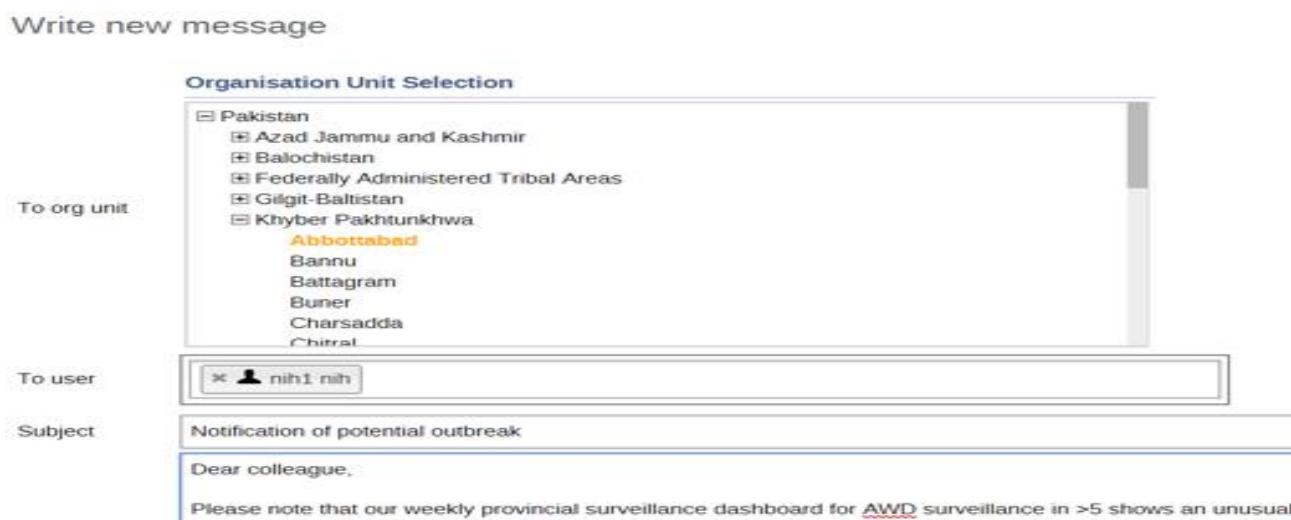 Write new message
Organisation Unit Selection
Pakistan
Azad Jammu and Kashmir
Balochistan
Federally Administered Tribal Areas
Gilgit-Baltistan
To org unit
Khyber Pakhtunkhwa
Abbottabad
Bannu
Battagram
Buner
Charsadda
Chitral
To user
nih1 nih
Subject
Notification of potential outbreak
Dear colleague,
Please note that our weekly provincial surveillance dashboard for AWD surveillance in >5 shows an unusual